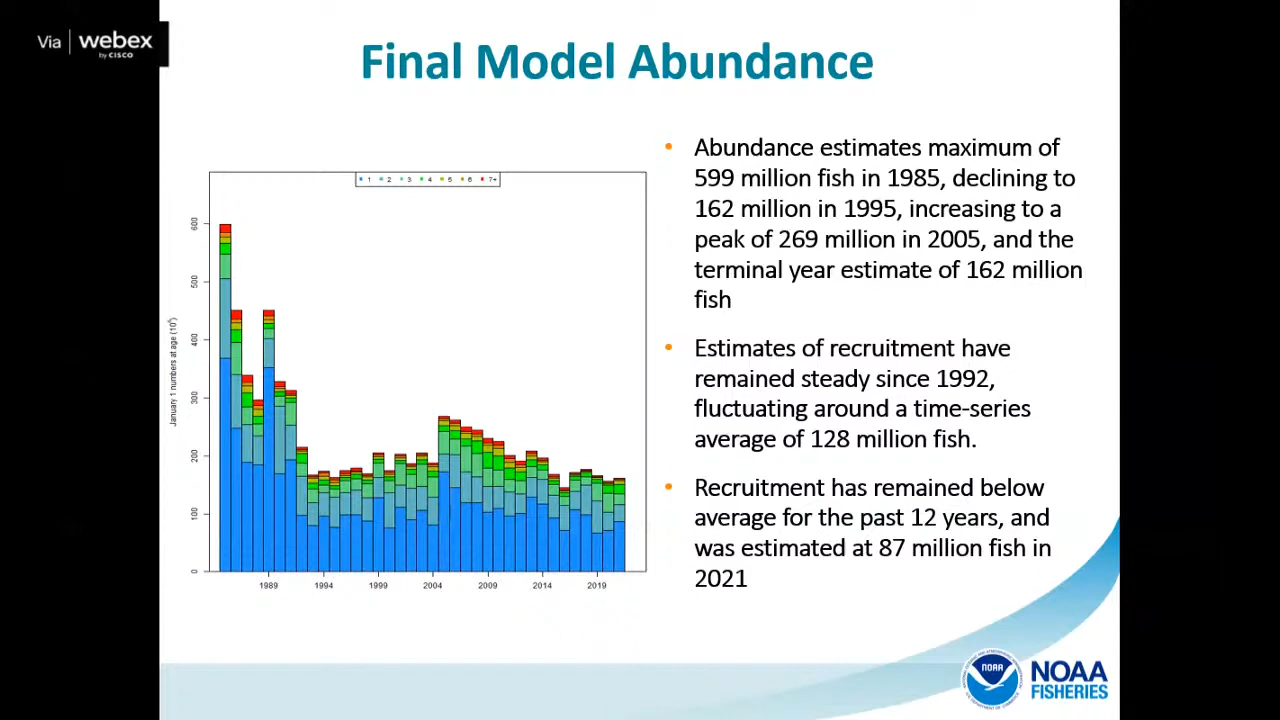 Via webex
by CISCO
Final Model Abundance
Abundance estimates maximum of
599 million fish in 1985, declining to
162 million in 1995, increasing to a
peak of 269 million in 2005, and the
terminal year estimate of 162 million
fish
Estimates of recruitment have
remained steady since 1992,
fluctuating around a time-series
average of 128 million fish.
Recruitment has remained below
average for the past 12 years, and
was estimated at 87 million fish in
2021
1 2 3 4 5 6 7+
January 1 numbers at age (10⁶)
600
500
400
300
200
100
0
1989 1994 1999 2004 2009 2014 2019
NOAA
NOAA
FISHERIES